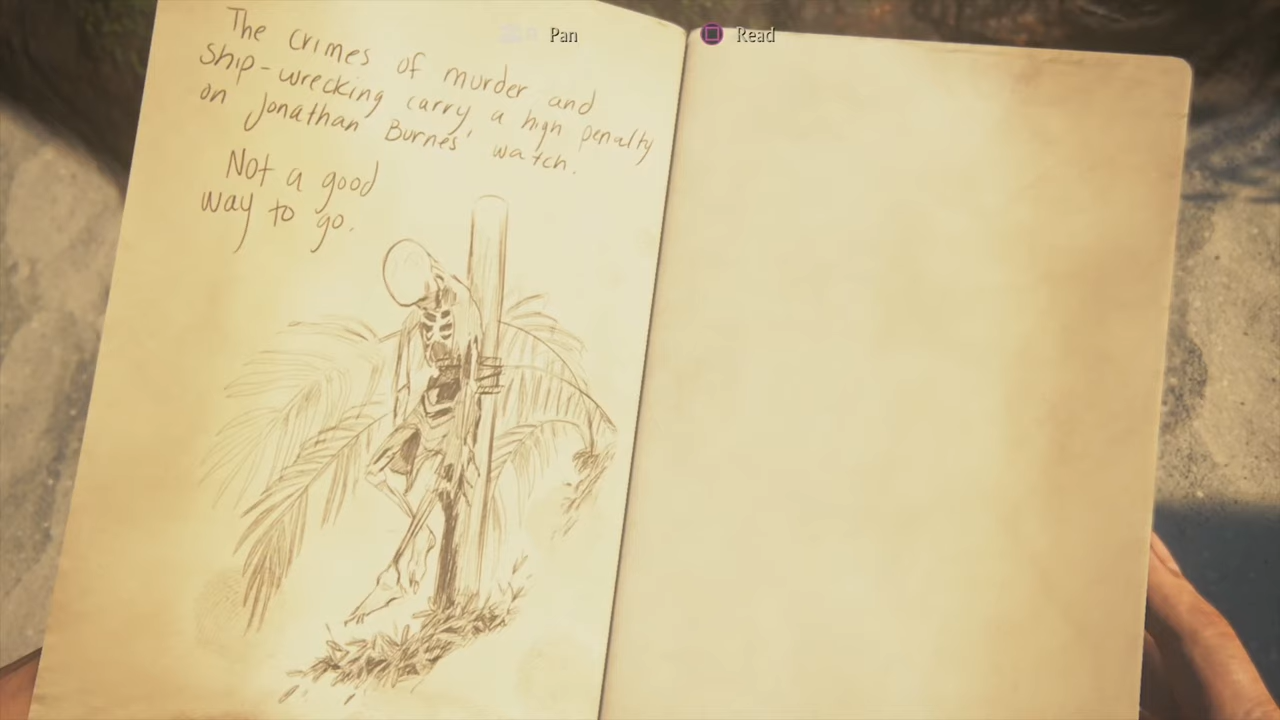 Pan
Read
The crimes of murder and
ship-wrecking carry a high penalty
on Jonathan Burnes' watch.
Not a good
way to go.